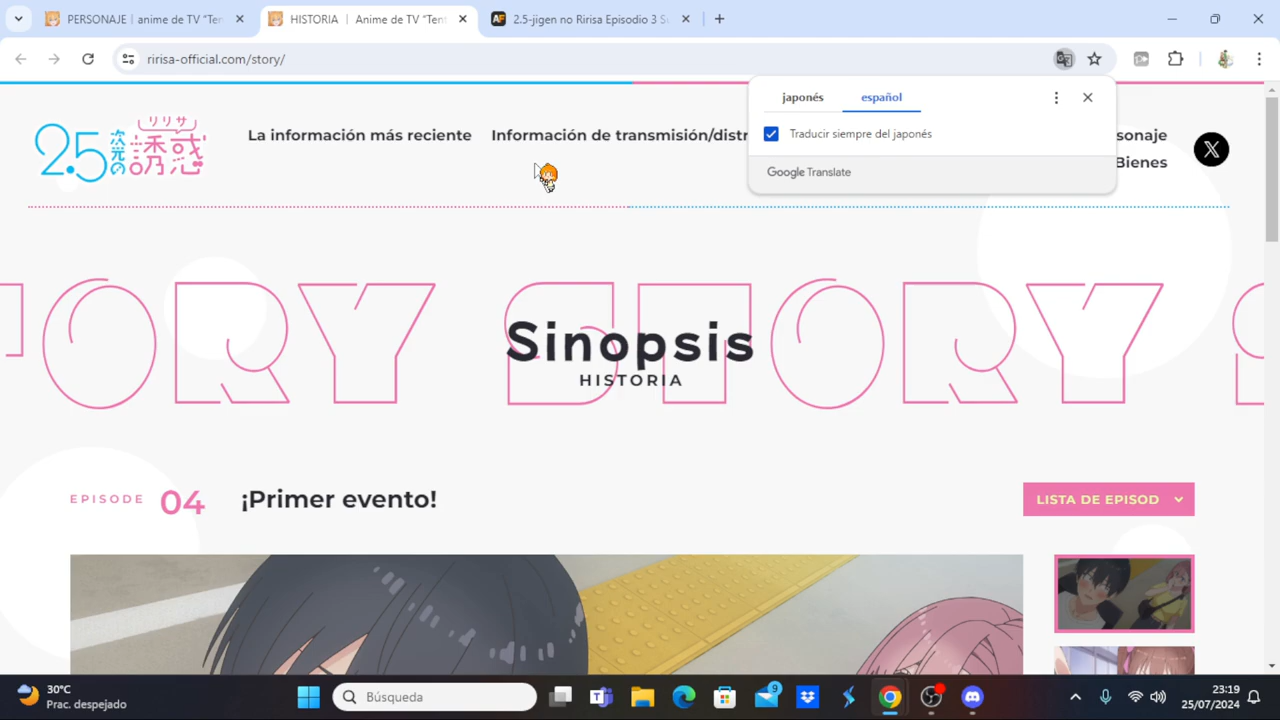 PERSONAJE | anime de TV "Ten
HISTORIA | Anime de TV "Tent
2.5-jigen no Ririsa Episodio 3 S
ririsa-official.com/story/
japonés
español
Traducir siempre del japonés
Google Translate
リリサ
2.5次元の誘惑
La información más reciente
Información de transmisión/distr
sonaje
Bienes
STORY
Sinopsis
HISTORIA
EPISODE 04 ¡Primer evento!
LISTA DE EPISOD
30°C
Prac. despejado
Búsqueda
9
23:19
25/07/2024